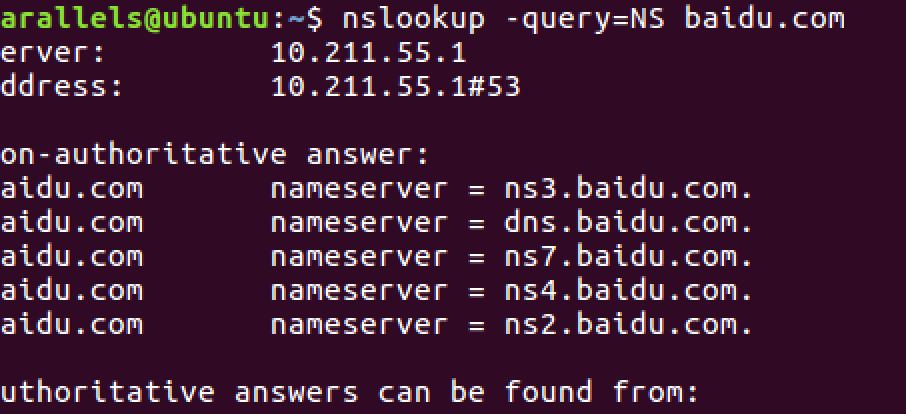 arallels@ubuntu:~$ nslookup -query=NS baidu.com
erver: 10.211.55.1
ddress: 10.211.55.1#53
on-authoritative answer:
aidu.com nameserver = ns3.baidu.com.
aidu.com nameserver = dns.baidu.com.
aidu.com nameserver = ns7.baidu.com.
aidu.com nameserver = ns4.baidu.com.
aidu.com nameserver = ns2.baidu.com.
uthoritative answers can be found from: